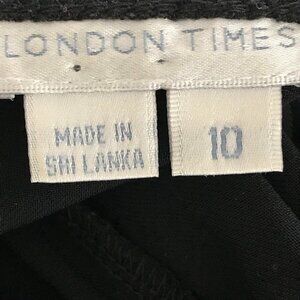 LONDON TIMES
MADE IN
SRI LANKA
10